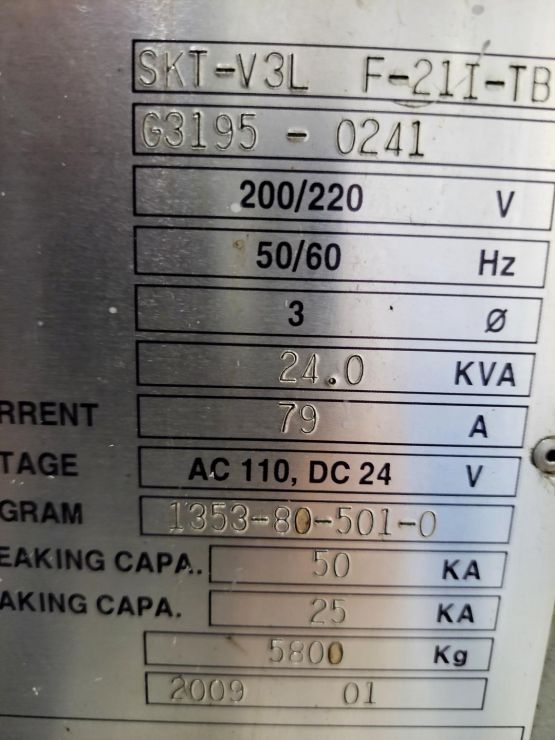 SKT-V3L F-21I-TB
G3195 - 0241
200/220 V
50/60 Hz
3 Ø
24.0 KVA
RRENT 79 A
TAGE AC 110, DC 24 V
GRAM 1353-80-501-0
EAKING CAPA. 50 KA
AKING CAPA. 25 KA
5800 Kg
2009 01